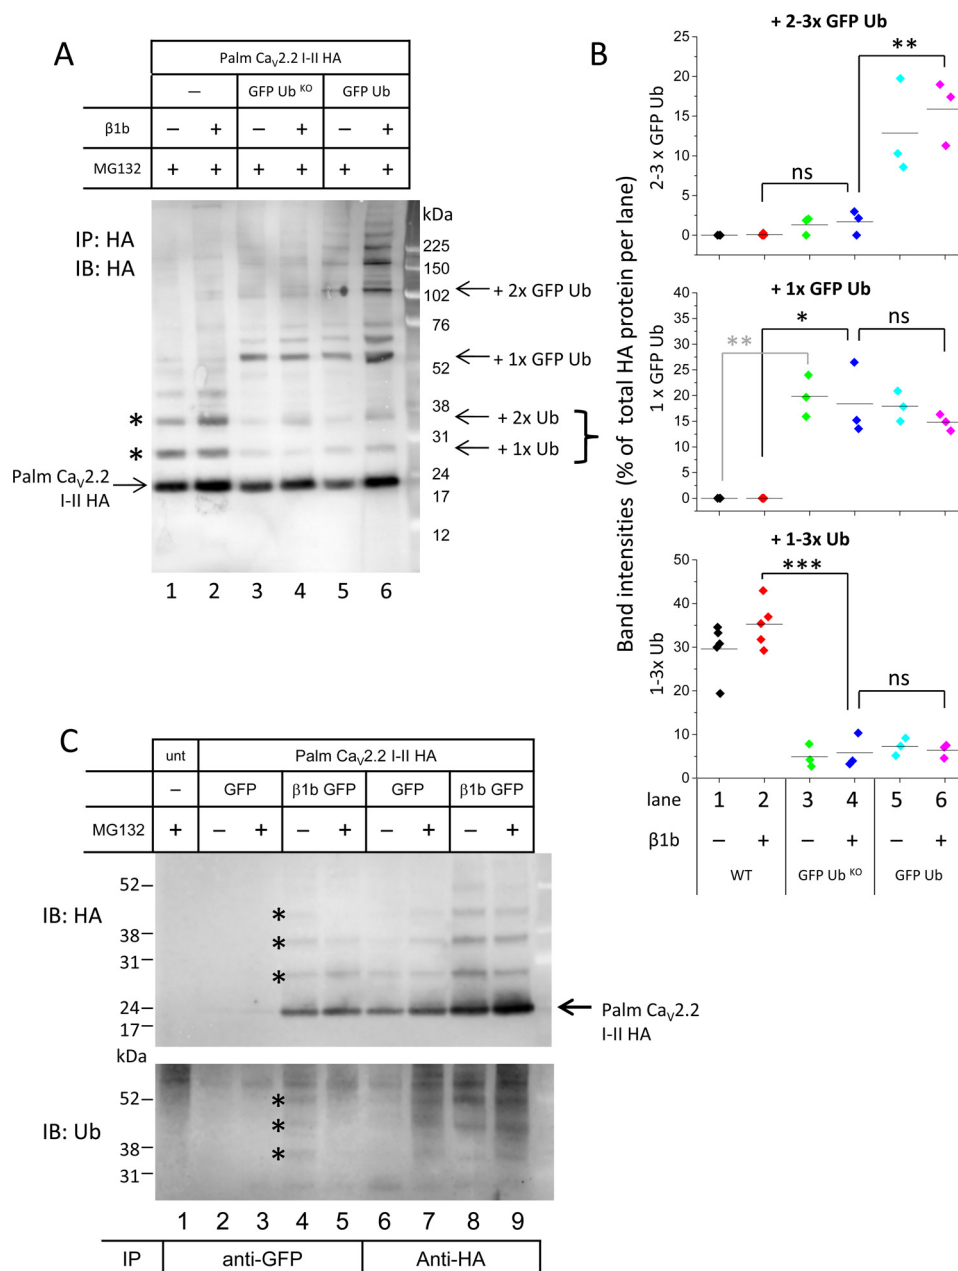 A
Palm CaV2.2 I-II HA
— GFP Ub KO GFP Ub
β1b − + − + − +
MG132 + + + + + +
IP: HA
IB: HA
kDa
225
150
102
76
52
38
31
24
17
12
+ 2x GFP Ub
+ 1x GFP Ub
+ 2x Ub
+ 1x Ub
*
*
Palm CaV2.2
I-II HA
1 2 3 4 5 6
B
Band intensities (% of total HA protein per lane)
+ 2-3x GFP Ub
2-3 x GFP Ub
25
20
15
10
5
0
ns
**
+ 1x GFP Ub
1 x GFP Ub
40
35
30
25
20
15
10
5
0
**
*
ns
+ 1-3x Ub
1-3x Ub
50
40
30
20
10
0
***
ns
lane 1 2 3 4 5 6
β1b − + − + − +
WT GFP Ub KO GFP Ub
C
unt Palm CaV2.2 I-II HA
− GFP β1b GFP GFP β1b GFP
MG132 + − + − + − + − +
IB: HA
52
38
31
24
17
kDa
*
*
*
Palm CaV2.2
I-II HA
IB: Ub
52
38
31
*
*
*
1 2 3 4 5 6 7 8 9
IP anti-GFP Anti-HA